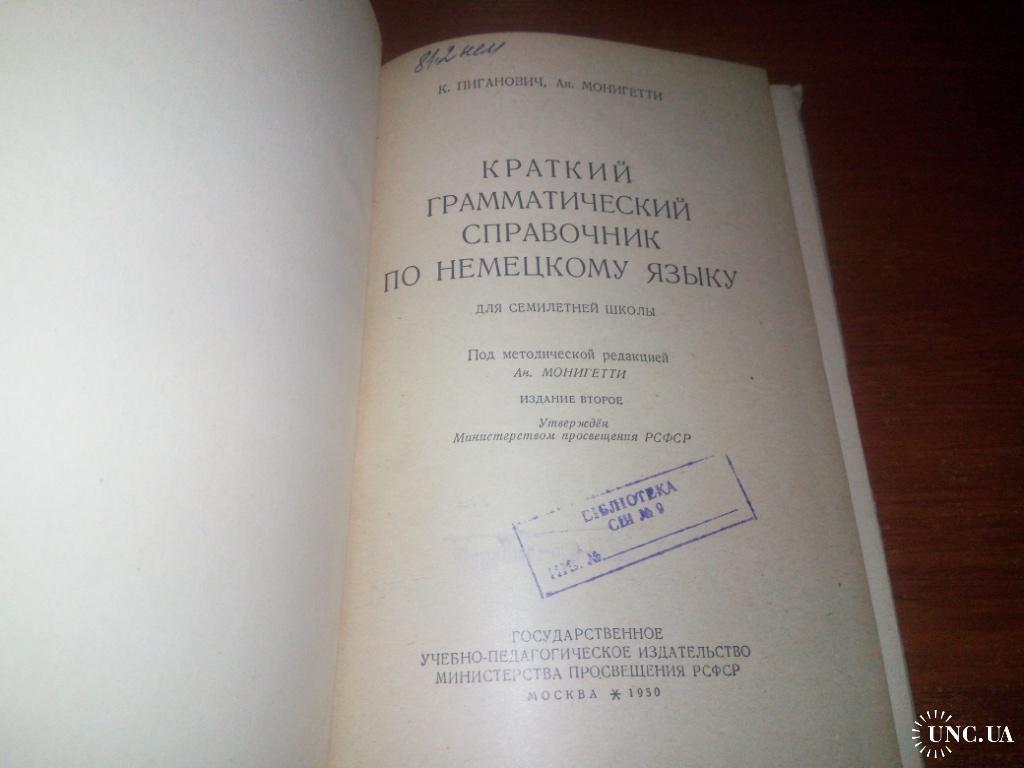 81.2 нем
К. ПИГАНОВИЧ, Ан. МОНИГЕТТИ
КРАТКИЙ
ГРАММАТИЧЕСКИЙ
СПРАВОЧНИК
ПО НЕМЕЦКОМУ ЯЗЫКУ
ДЛЯ СЕМИЛЕТНЕЙ ШКОЛЫ
Под методической редакцией
Ан. МОНИГЕТТИ
ИЗДАНИЕ ВТОРОЕ
Утверждён
Министерством просвещения РСФСР
БІБЛІОТЕКА
СШ № 9
ІНВ. №
ГОСУДАРСТВЕННОЕ
УЧЕБНО-ПЕДАГОГИЧЕСКОЕ ИЗДАТЕЛЬСТВО
МИНИСТЕРСТВА ПРОСВЕЩЕНИЯ РСФСР
МОСКВА * 1950
UNC.UA